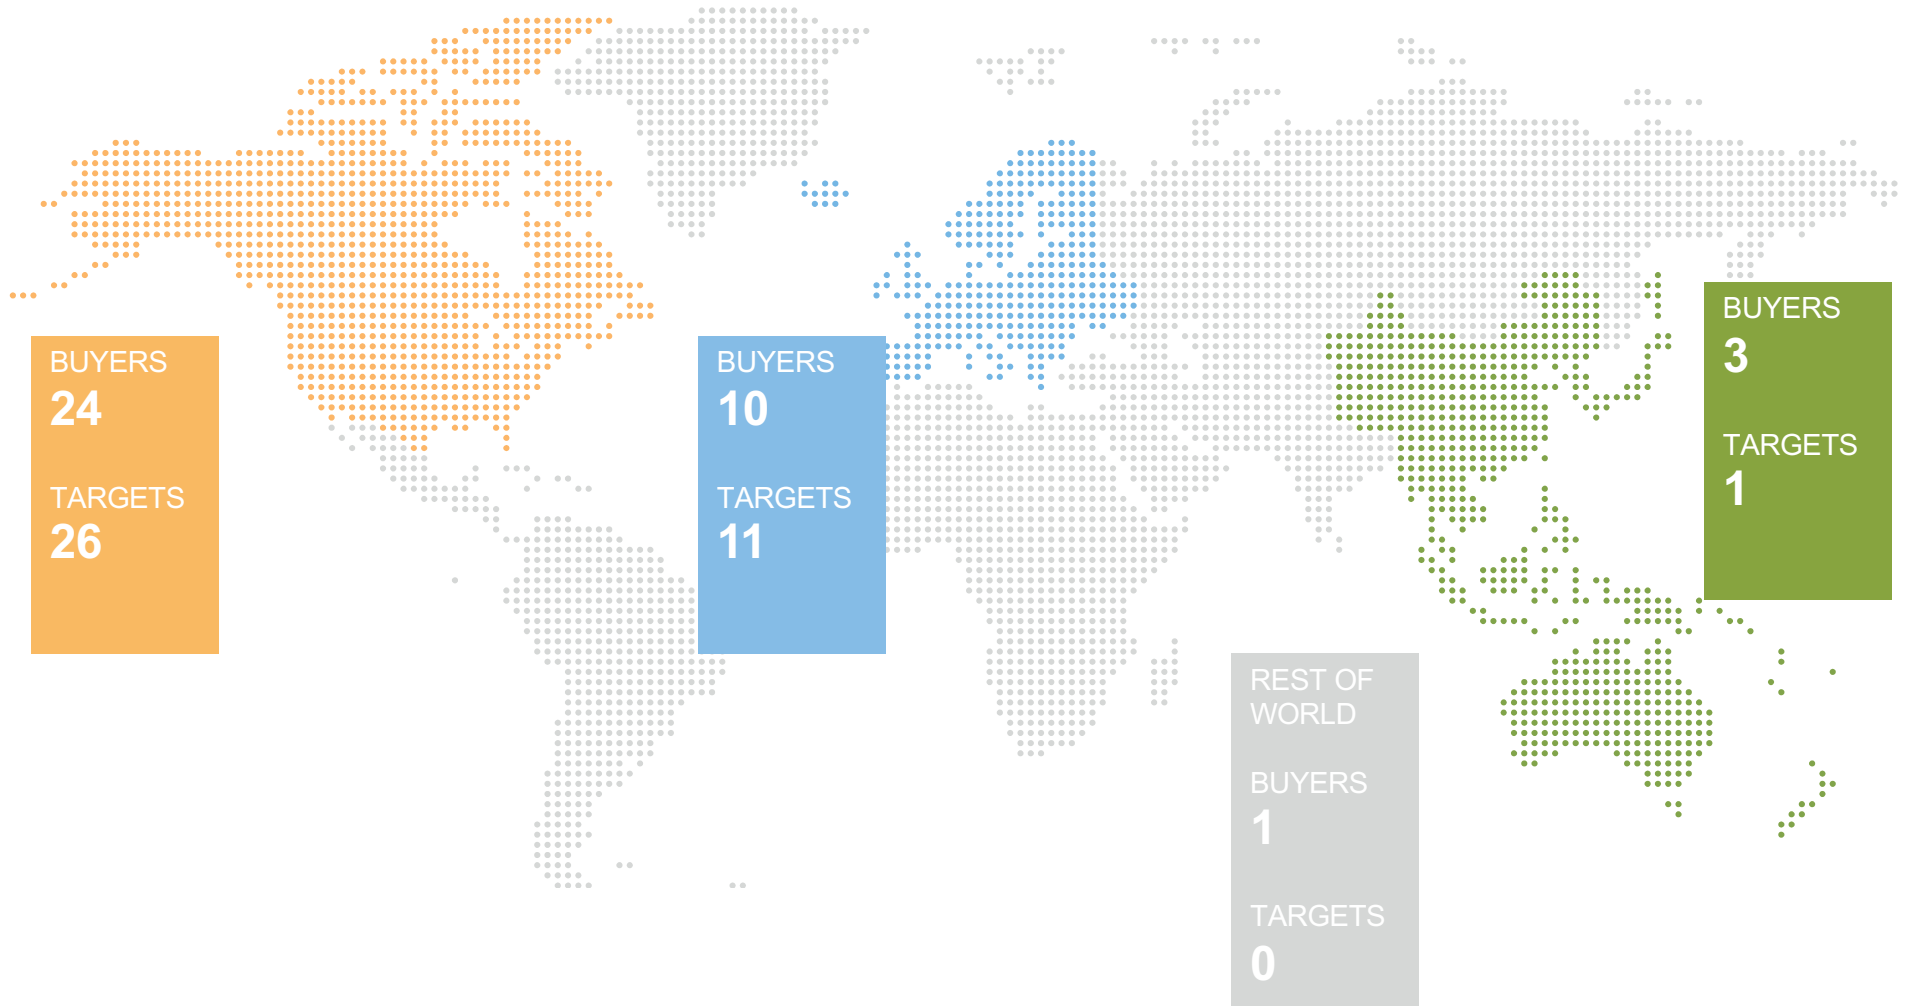 BUYERS
24
TARGETS
26
BUYERS
10
TARGETS
11
BUYERS
3
TARGETS
1
REST OF
WORLD
BUYERS
1
TARGETS
0